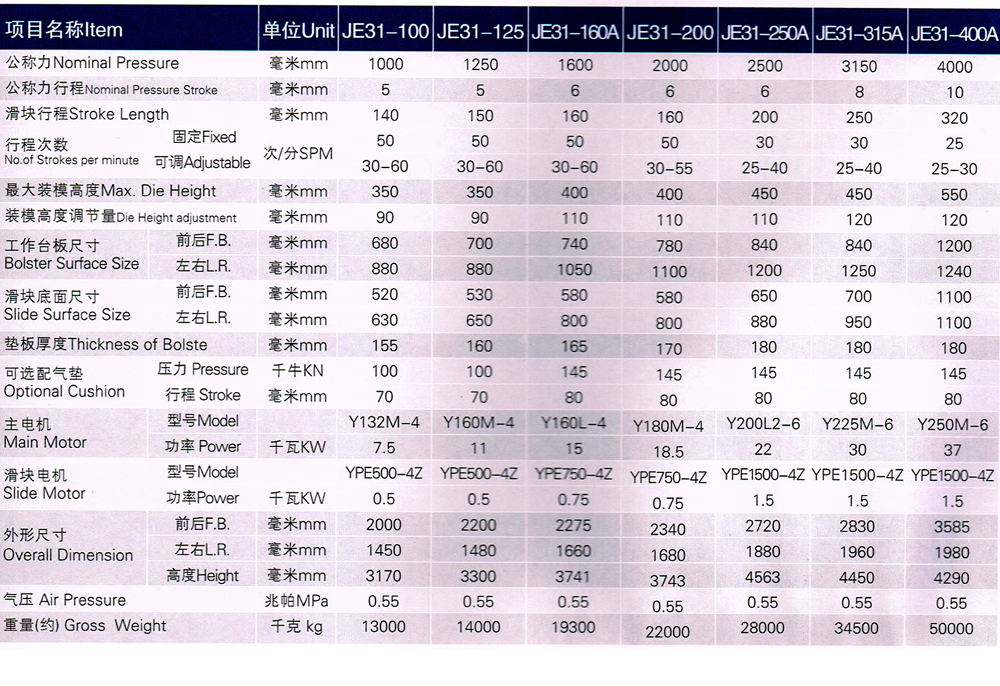 项目名称Item 单位Unit JE31-100 JE31-125 JE31-160A JE31-200 JE31-250A JE31-315A JE31-400A
公称力Nominal Pressure 毫米mm 1000 1250 1600 2000 2500 3150 4000
公称力行程Nominal Pressure Stroke 毫米mm 5 5 6 6 6 8 10
滑块行程Stroke Length 毫米mm 140 150 160 160 200 250 320
行程次数 No.of Strokes per minute 固定Fixed 次/分SPM 50 50 50 50 30 30 25
可调Adjustable 30-60 30-60 30-60 30-55 25-40 25-40 25-30
最大装模高度Max. Die Height 毫米mm 350 350 400 400 450 450 550
装模高度调节量Die Height adjustment 毫米mm 90 90 110 110 110 120 120
工作台板尺寸 Bolster Surface Size 前后F.B. 毫米mm 680 700 740 780 840 840 1200
左右L.R. 毫米mm 880 880 1050 1100 1200 1250 1240
滑块底面尺寸 Slide Surface Size 前后F.B. 毫米mm 520 530 580 580 650 700 1100
左右L.R. 毫米mm 630 650 800 800 880 950 1100
垫板厚度Thickness of Bolste 毫米mm 155 160 165 170 180 180 180
可选配气垫 Optional Cushion 压力 Pressure 千牛KN 100 100 145 145 145 145 145
行程 Stroke 毫米mm 70 70 80 80 80 80 80
主电机 Main Motor 型号Model Y132M-4 Y160M-4 Y160L-4 Y180M-4 Y200L2-6 Y225M-6 Y250M-6
功率 Power 千瓦KW 7.5 11 15 18.5 22 30 37
滑块电机 Slide Motor 型号Model YPE500-4Z YPE500-4Z YPE750-4Z YPE750-4Z YPE1500-4Z YPE1500-4Z YPE1500-4Z
功率Power 千瓦KW 0.5 0.5 0.75 0.75 1.5 1.5 1.5
外形尺寸 Overall Dimension 前后F.B. 毫米mm 2000 2200 2275 2340 2720 2830 3585
左右L.R. 毫米mm 1450 1480 1660 1680 1880 1960 1980
高度Height 毫米mm 3170 3300 3741 3743 4563 4450 4290
气压 Air Pressure 兆帕MPa 0.55 0.55 0.55 0.55 0.55 0.55 0.55
重量(约) Gross Weight 千克 kg 13000 14000 19300 22000 28000 34500 50000